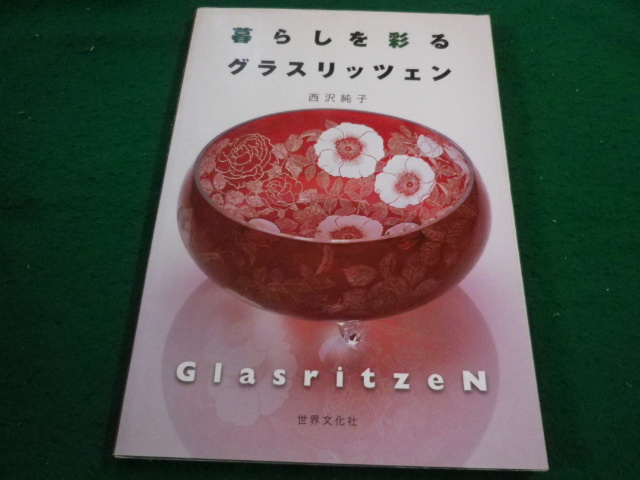 暮らしを彩る
グラスリッツェン
西沢純子
GlasritzeN
世界文化社